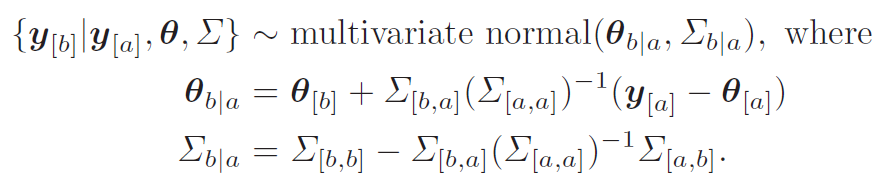 {y[b]|y[a], θ, Σ} ∼ multivariate normal(θb|a, Σb|a), where
θb|a = θ[b] + Σ[b,a](Σ[a,a])−1(y[a] − θ[a])
Σb|a = Σ[b,b] − Σ[b,a](Σ[a,a])−1Σ[a,b].